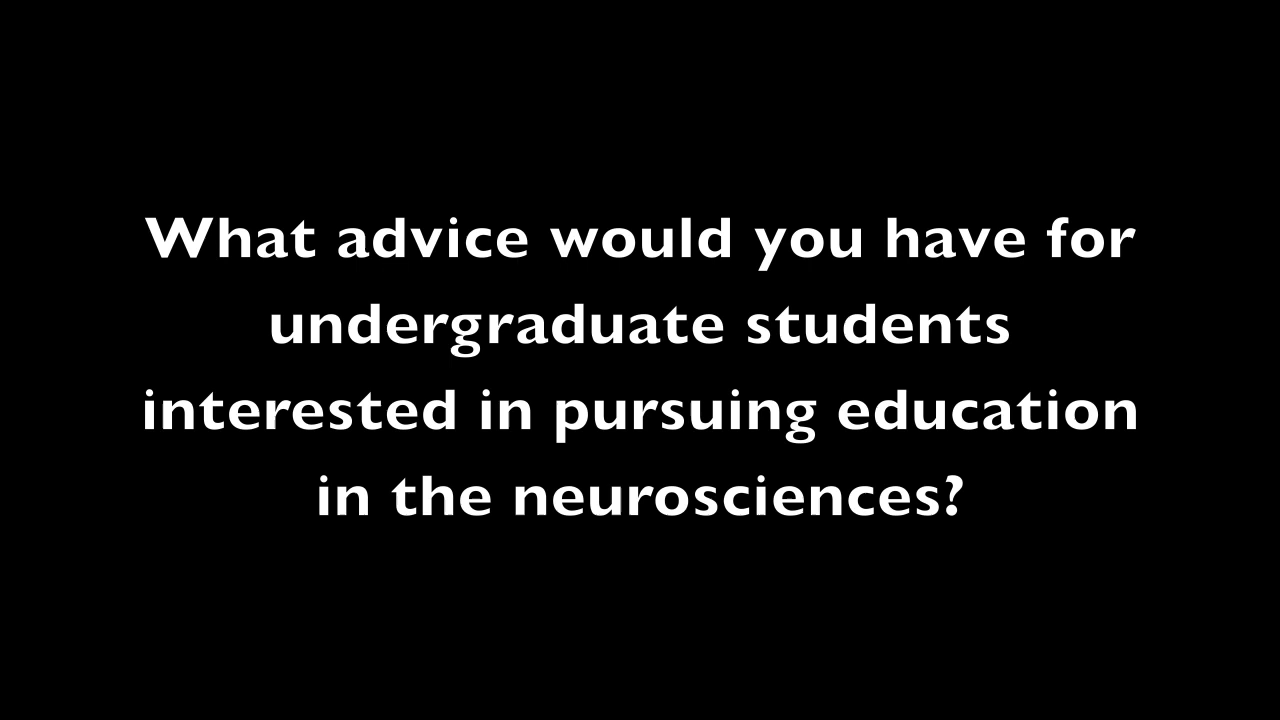 What advice would you have for
undergraduate students
interested in pursuing education
in the neurosciences?